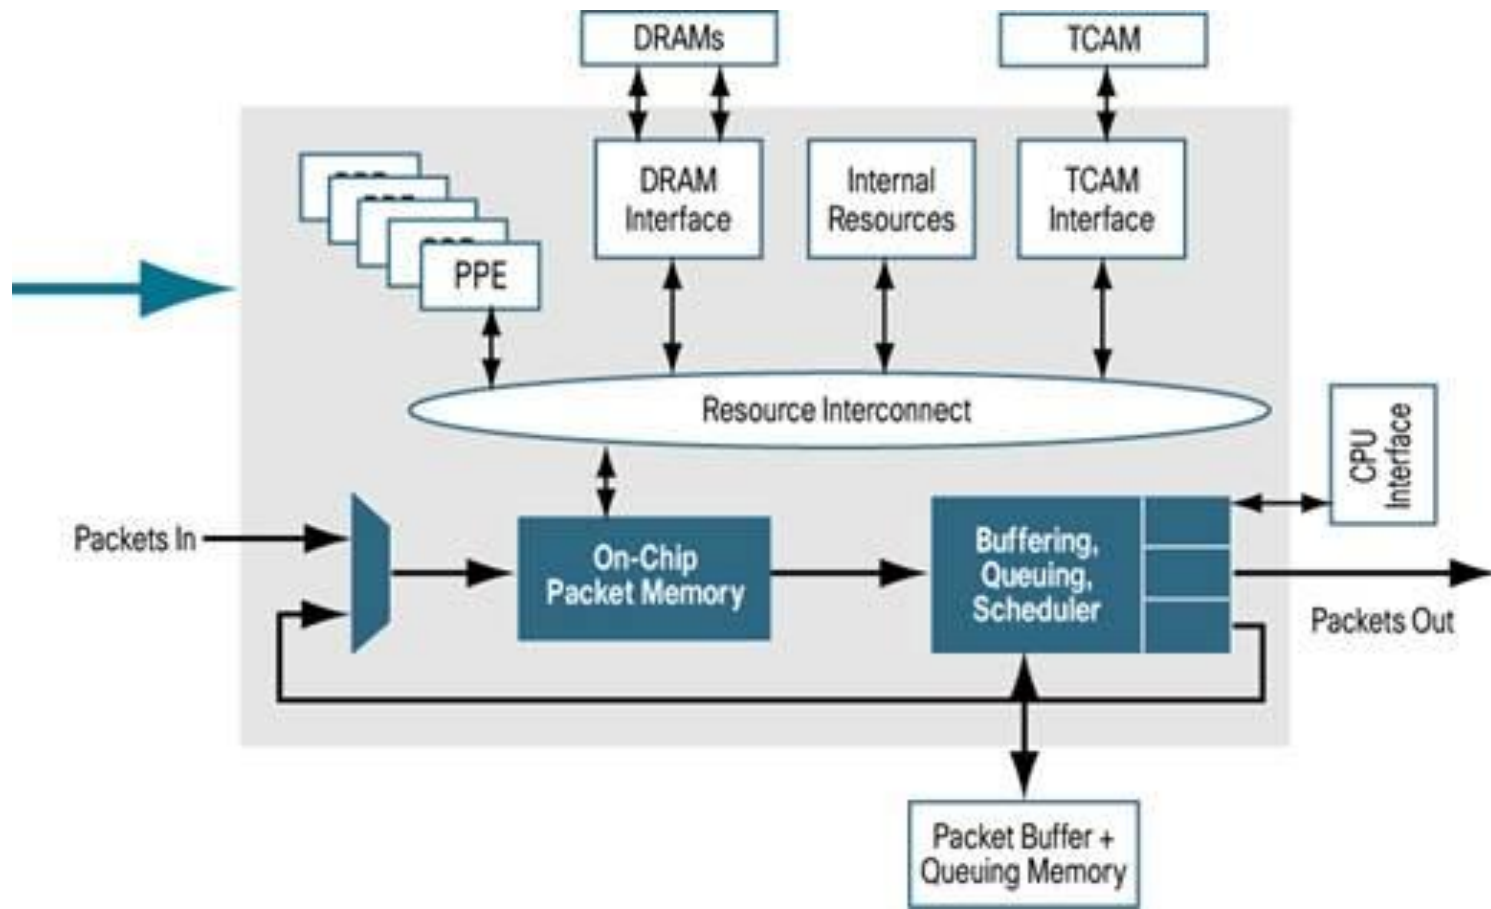 DRAMs
TCAM
DRAM
Interface
Internal
Resources
TCAM
Interface
PPE
Resource Interconnect
CPU
Interface
Packets In
On-Chip
Packet Memory
Buffering,
Queuing,
Scheduler
Packets Out
Packet Buffer +
Queuing Memory